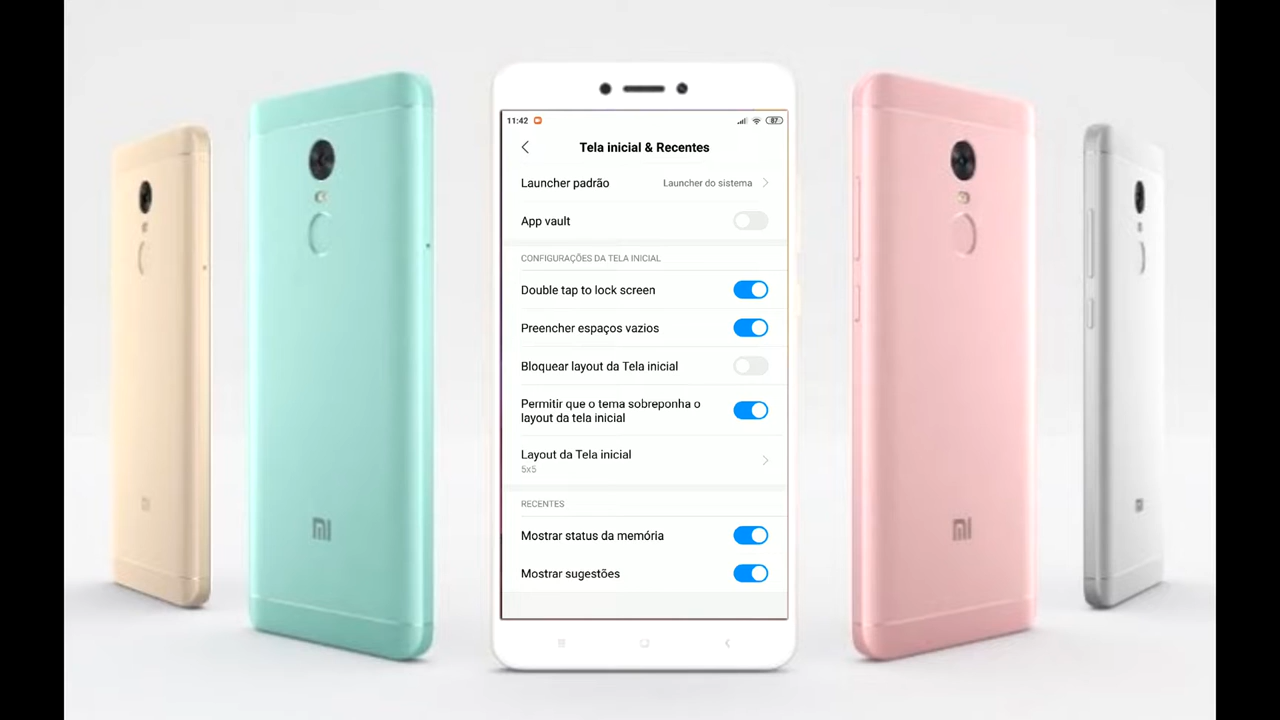 11:42
87
Tela inicial & Recentes
Launcher padrão
Launcher do sistema
App vault
CONFIGURAÇÕES DA TELA INICIAL
Double tap to lock screen
Preencher espaços vazios
Bloquear layout da Tela inicial
Permitir que o tema sobreponha o
layout da tela inicial
Layout da Tela inicial
5x5
RECENTES
Mostrar status da memória
Mostrar sugestões